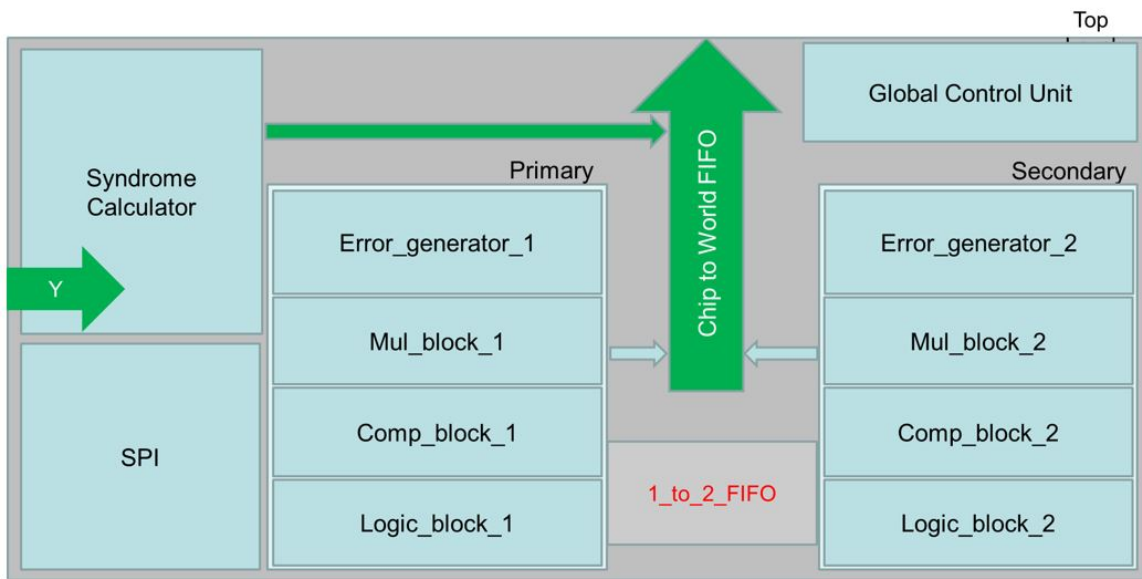 Top
Global Control Unit
Syndrome
Calculator
Y
SPI
Primary
Error_generator_1
Mul_block_1
Comp_block_1
Logic_block_1
Chip to World FIFO
1_to_2_FIFO
Secondary
Error_generator_2
Mul_block_2
Comp_block_2
Logic_block_2